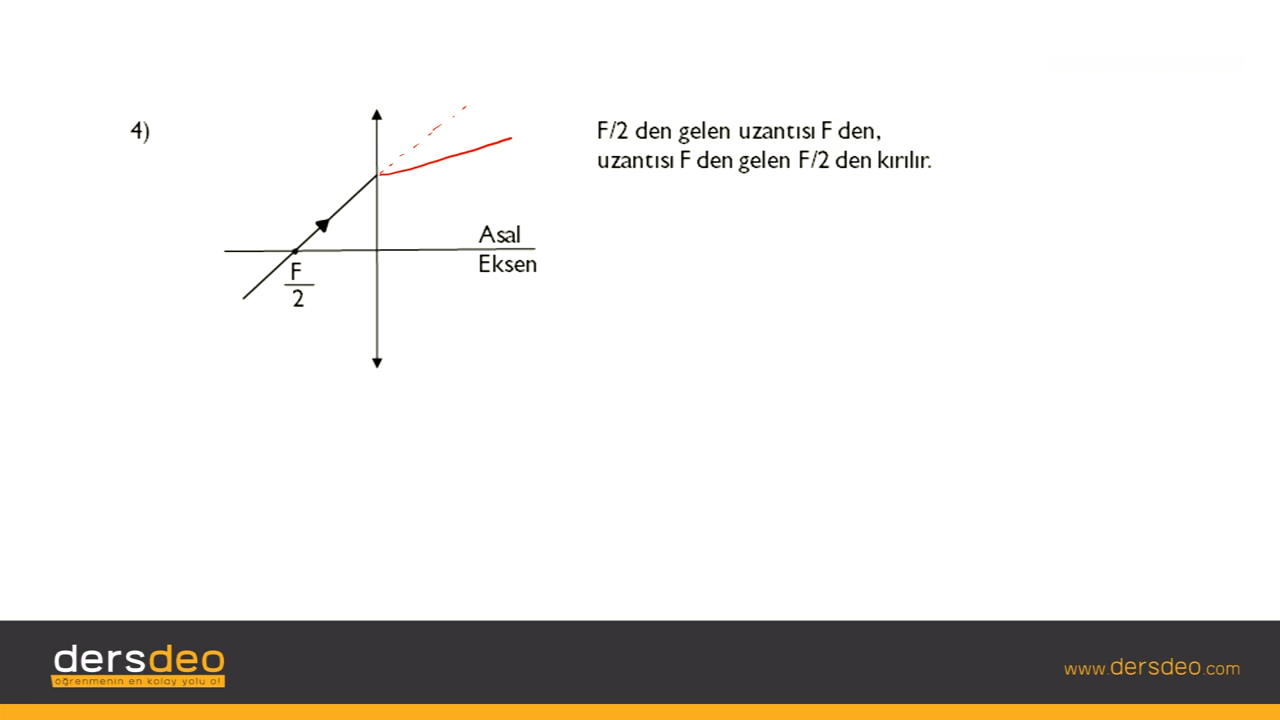 4)
F/2 den gelen uzantısı F den,
uzantısı F den gelen F/2 den kırılır.
Asal
Eksen
F
2
dersdeo
öğrenmenin en kolay yolu o!
www.dersdeo.com